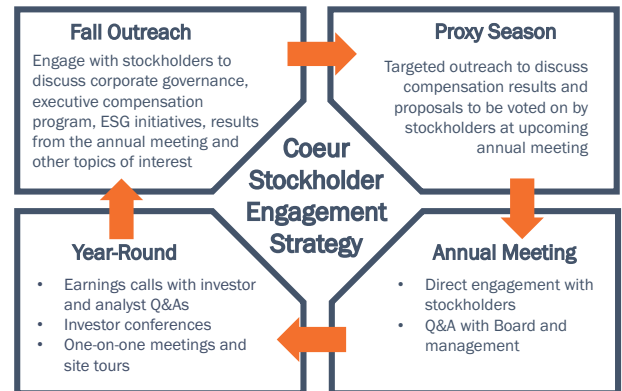 Fall Outreach
Engage with stockholders to
discuss corporate governance,
executive compensation
program, ESG initiatives, results
from the annual meeting and
other topics of interest
Proxy Season
Targeted outreach to discuss
compensation results and
proposals to be voted on by
stockholders at upcoming
annual meeting
Coeur
Stockholder
Engagement
Strategy
Year-Round
• Earnings calls with investor
and analyst Q&As
• Investor conferences
• One-on-one meetings and
site tours
Annual Meeting
• Direct engagement with
stockholders
• Q&A with Board and
management